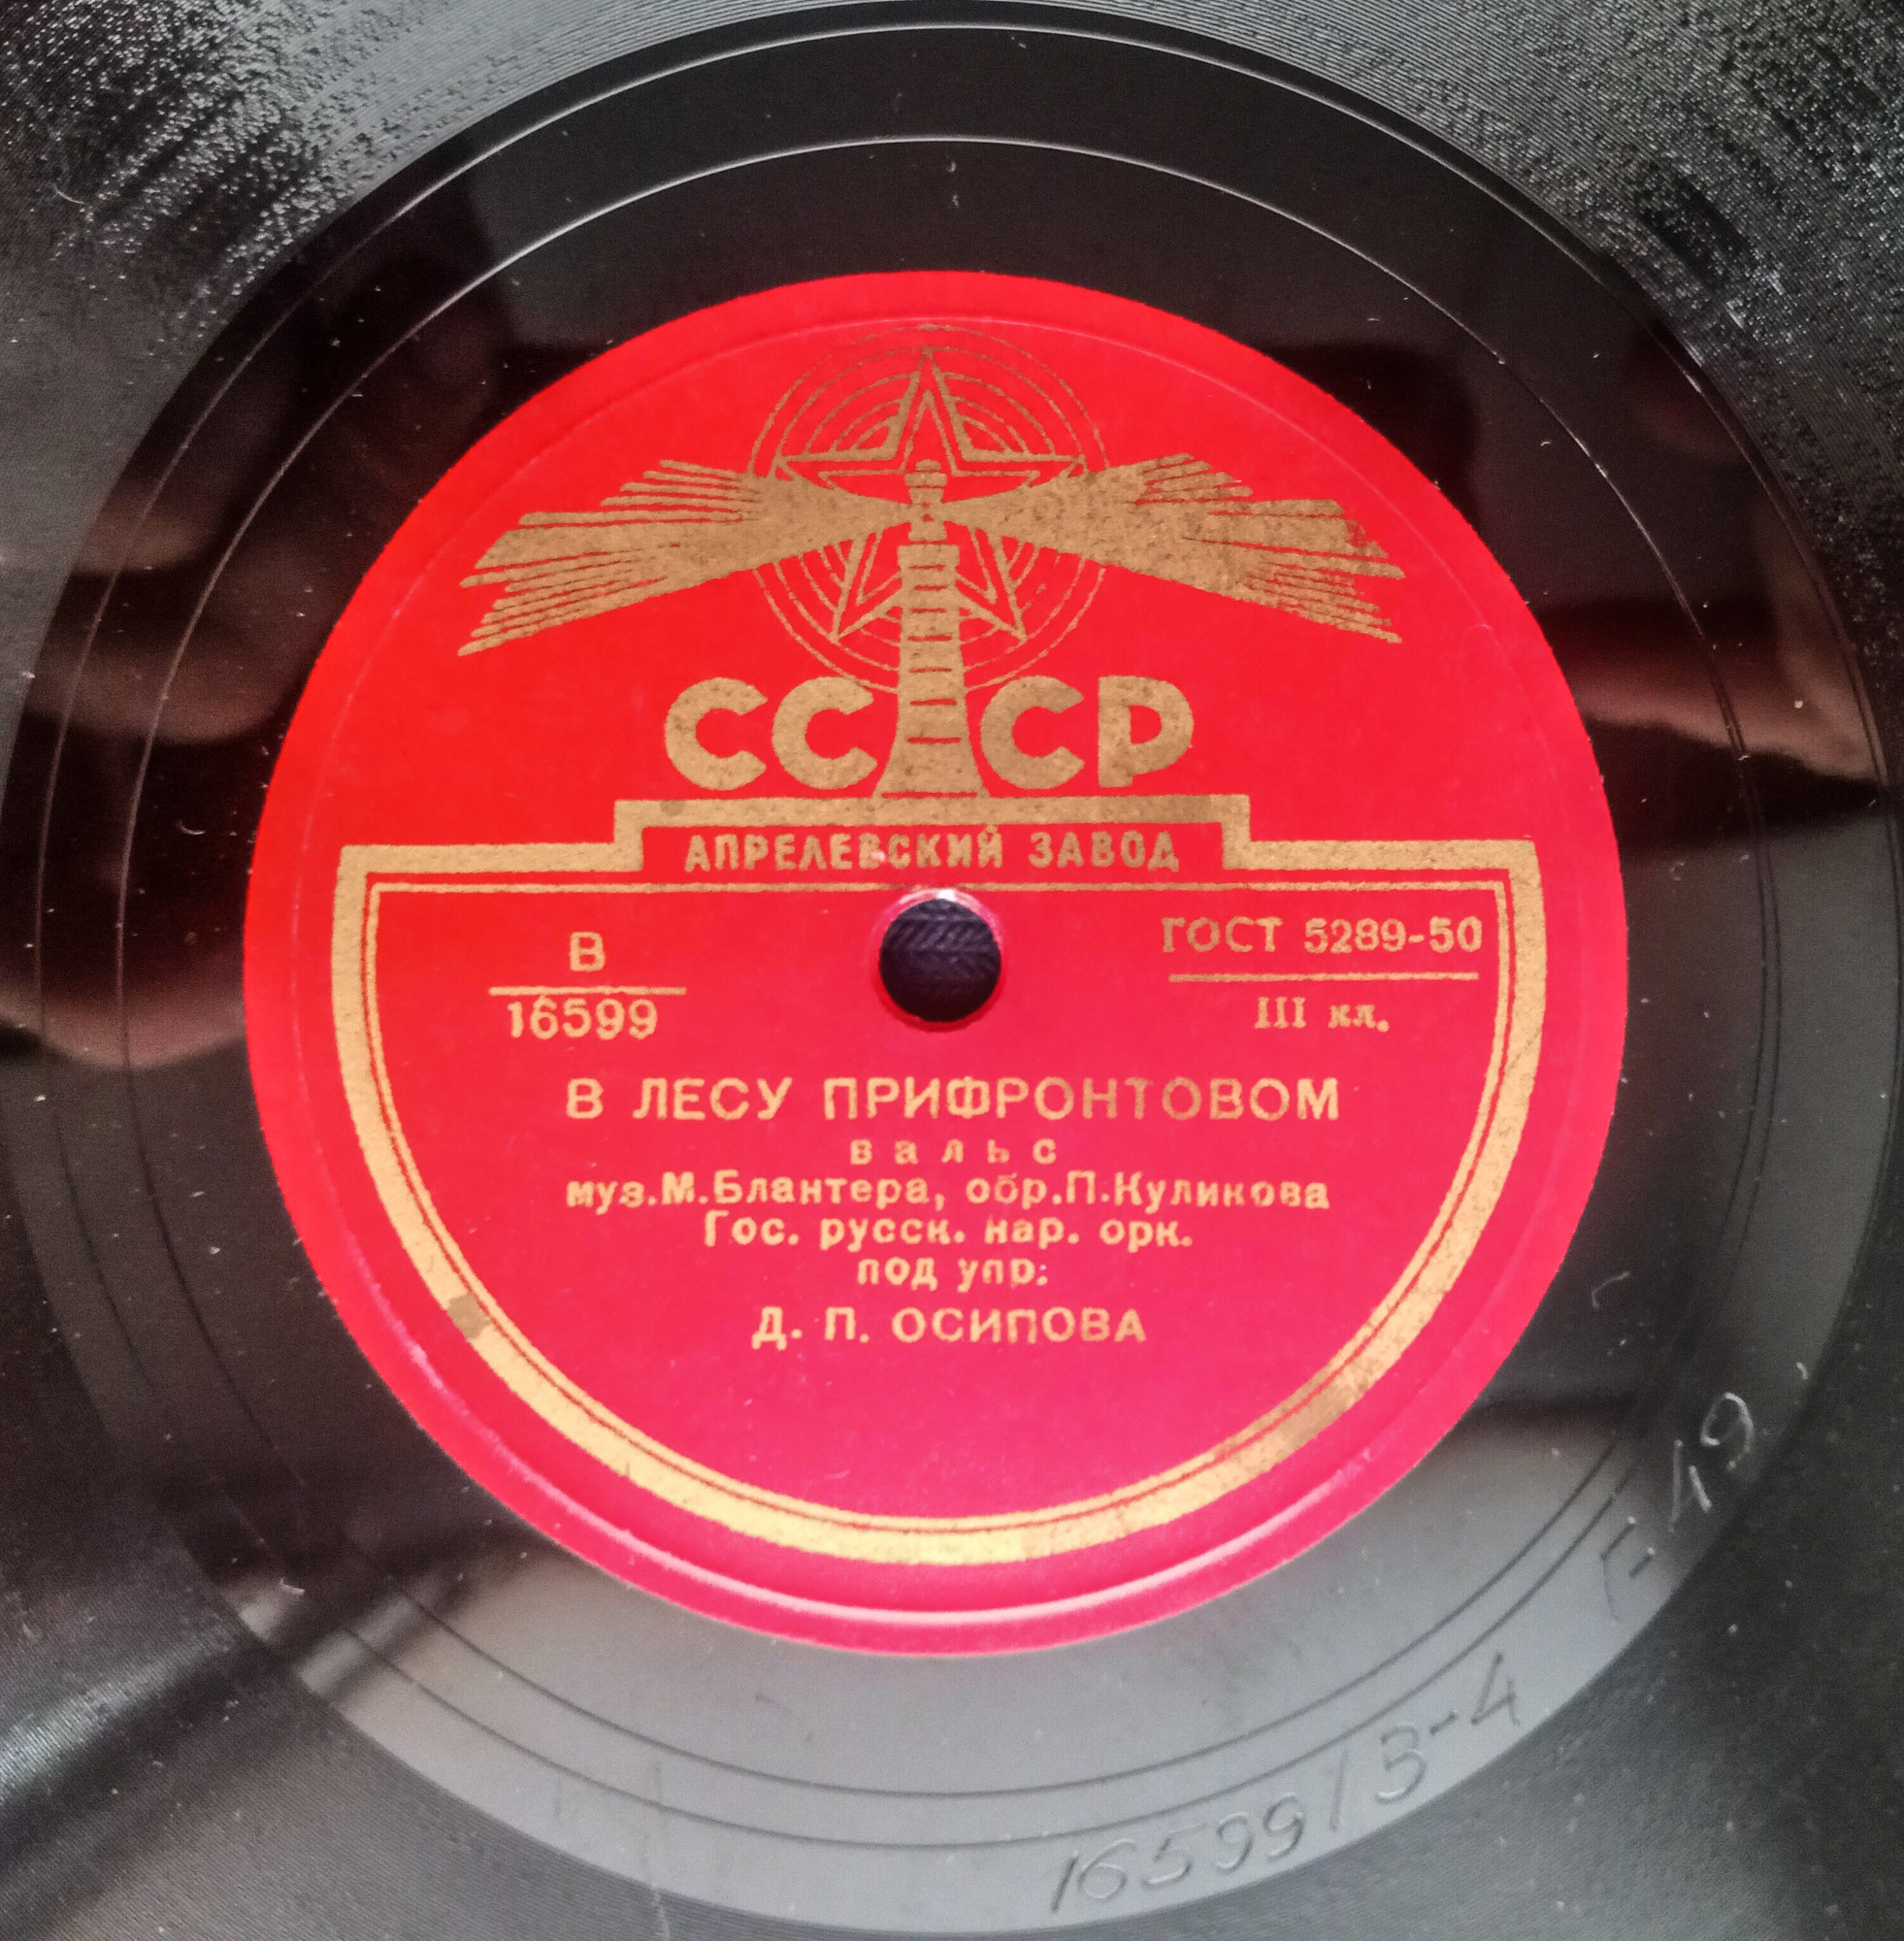 СССР
АПРЕЛЕВСКИЙ ЗАВОД
В
16599
ГОСТ 5289-50
III кл.
В ЛЕСУ ПРИФРОНТОВОМ
вальс
муз.М.Блантера, обр.П.Куликова
Гос. русск. нар. орк.
под упр:
Д. П. ОСИПОВА
16599/3-4
Г-49